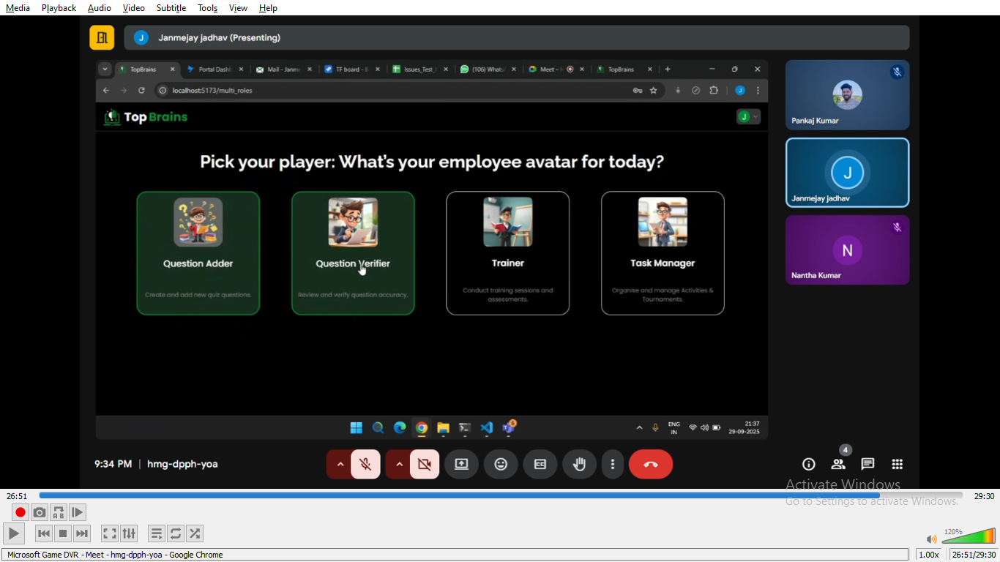 Media Playback Audio Video Subtitle Tools View Help
J Janmejay jadhav (Presenting)
TopBrains Portal Dashb Mail - Janme TF board - B Issues_Test_ (106) Whats Meet – TopBrains
localhost:5173/multi_roles
J
TopBrains
J
Pick your player: What's your employee avatar for today?
Question Adder
Create and add new quiz questions.
Question Verifier
Review and verify question accuracy.
Trainer
Conduct training sessions and
assessments.
Task Manager
Organise and manage Activities &
Tournaments.
Pankaj Kumar
J
Janmejay jadhav
N
Nantha Kumar
6
ENG
IN
21:37
29-09-2025
9:34 PM | hmg-dpph-yoa
4
Activate Windows
Go to Settings to activate Windows.
26:51 29:30
A B
120%
Microsoft Game DVR - Meet - hmg-dpph-yoa - Google Chrome
1.00x 26:51/29:30